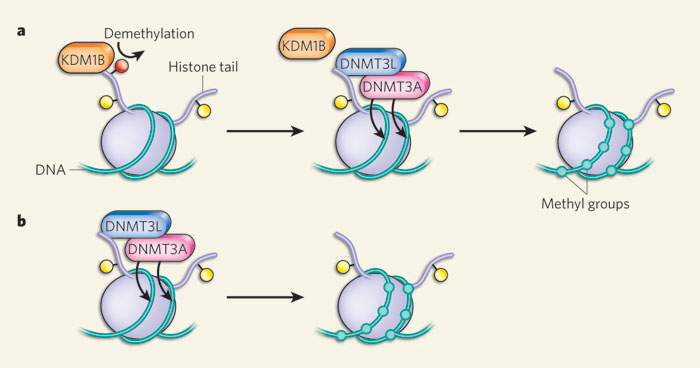 a
Demethylation
KDM1B
Histone tail
DNA
KDM1B
DNMT3L
DNMT3A
Methyl groups
b
DNMT3L
DNMT3A